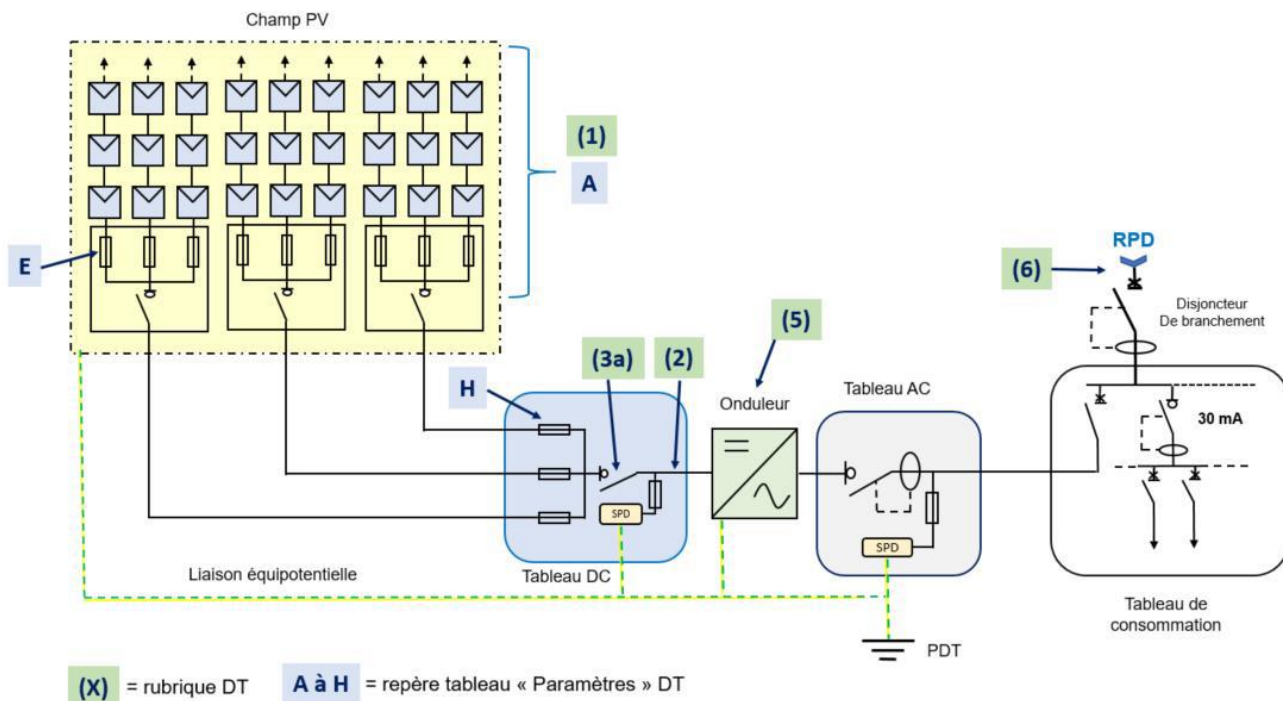 Champ PV
(1)
A
E
RPD
(6)
Disjoncteur
De branchement
(5)
(3a)
(2)
H
Onduleur
Tableau AC
30 mA
SPD
SPD
Liaison équipotentielle
Tableau DC
Tableau de
consommation
PDT
(X) = rubrique DT
A à H = repère tableau « Paramètres » DT